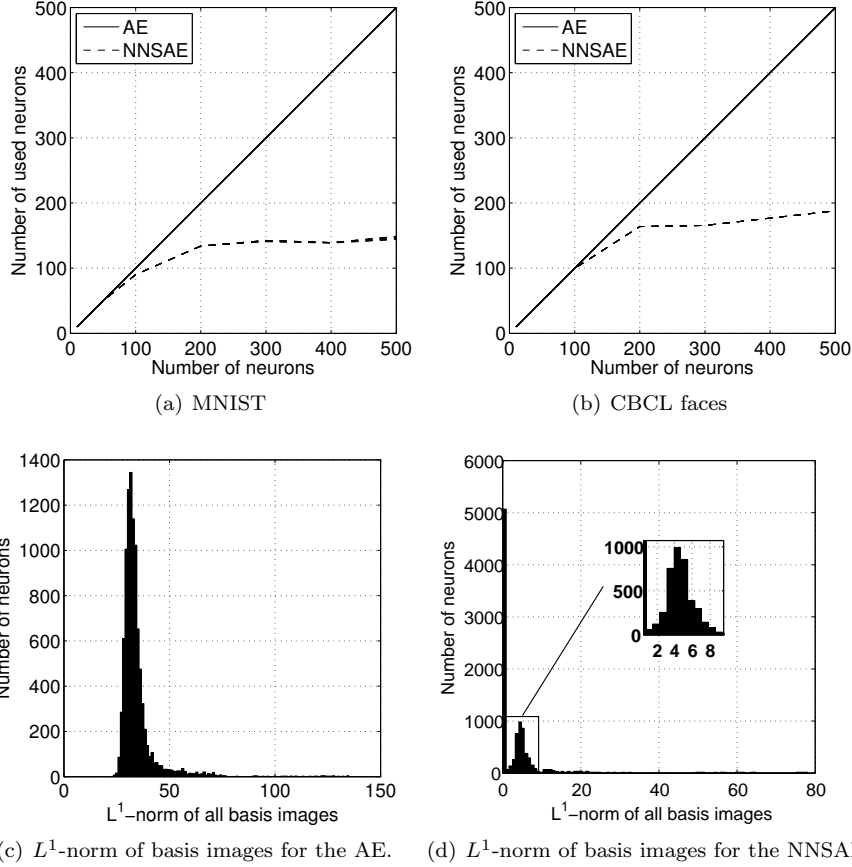 500
400
300
200
100
0
0 100 200 300 400 500
Number of used neurons
Number of neurons
AE
NNSAE
(a) MNIST
500
400
300
200
100
0
0 100 200 300 400 500
Number of used neurons
Number of neurons
AE
NNSAE
(b) CBCL faces
1400
1200
1000
800
600
400
200
0
0 50 100 150
Number of neurons
L¹−norm of all basis images
(c) L¹-norm of basis images for the AE.
6000
5000
4000
3000
2000
1000
0
0 20 40 60 80
Number of neurons
1000
500
0
2 4 6 8
L¹−norm of all basis images
(d) L¹-norm of basis images for the NNSA